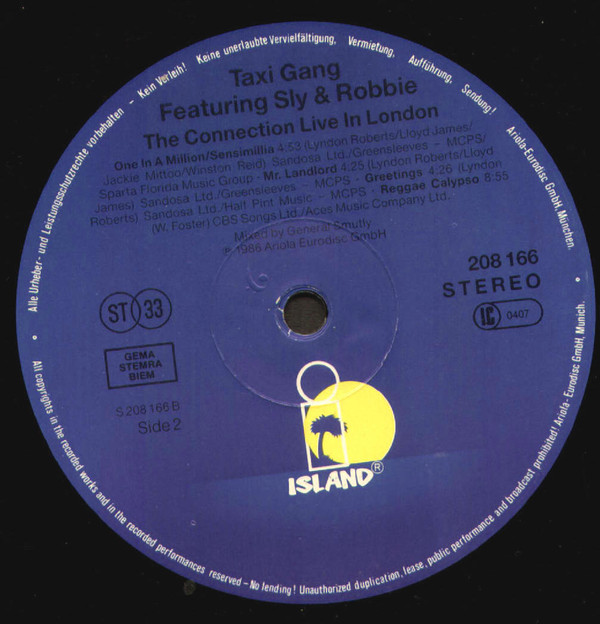 Alle Urheber- und Leistungsschutzrechte vorbehalten – Kein Verleih! Keine unerlaubte Vervielfältigung, Vermietung, Aufführung, Sendung! Ariola-Eurodisc GmbH, München.
Taxi Gang
Featuring Sly & Robbie
The Connection Live In London
One In A Million/Sensimillia 4:53 (Lyndon Roberts/Lloyd James/
Jackie Mittoo/Winston Reid) Sandosa Ltd./Greensleeves – MCPS/
Sparta Florida Music Group · Mr. Landlord 4:25 (Lyndon Roberts/Lloyd
James) Sandosa Ltd./Greensleeves – MCPS · Greetings 4:26 (Lyndon
Roberts) Sandosa Ltd./Half Pint Music – MCPS · Reggae Calypso 8:55
(W. Foster) CBS Songs Ltd./Aces Music Company Ltd.
Mixed by General Smutly
℗ 1986 Ariola Eurodisc GmbH
208 166
STEREO
LC 0407
ST 33
GEMA
STEMRA
BIEM
S 208 166 B
Side 2
ISLAND®
All copyrights in the recorded works and in the recorded performances reserved – No lending! Unauthorized duplication, lease, public performance and broadcast prohibited! Ariola-Eurodisc GmbH, Munich.